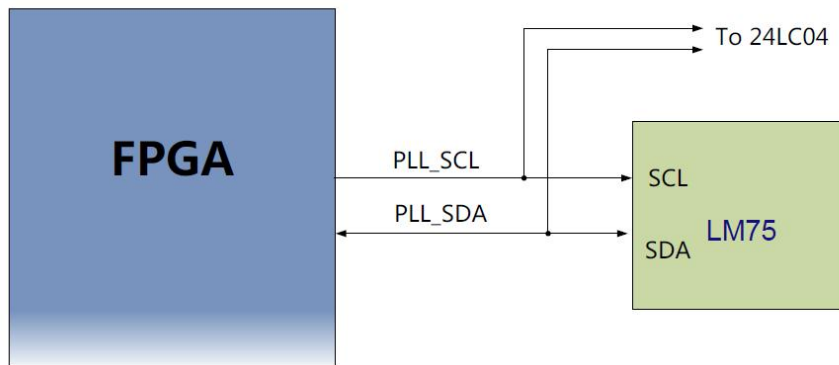 To 24LC04
FPGA
PLL_SCL
SCL
PLL_SDA
LM75
SDA